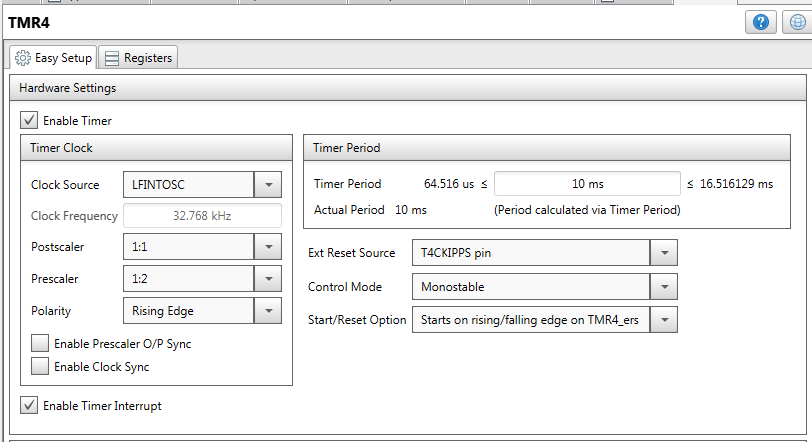 TMR4
Easy Setup Registers
Hardware Settings
Enable Timer
Timer Clock
Clock Source LFINTOSC
Clock Frequency 32.768 kHz
Postscaler 1:1
Prescaler 1:2
Polarity Rising Edge
Enable Prescaler O/P Sync
Enable Clock Sync
Timer Period
Timer Period 64.516 us ≤ 10 ms ≤ 16.516129 ms
Actual Period 10 ms (Period calculated via Timer Period)
Ext Reset Source T4CKIPPS pin
Control Mode Monostable
Start/Reset Option Starts on rising/falling edge on TMR4_ers
Enable Timer Interrupt